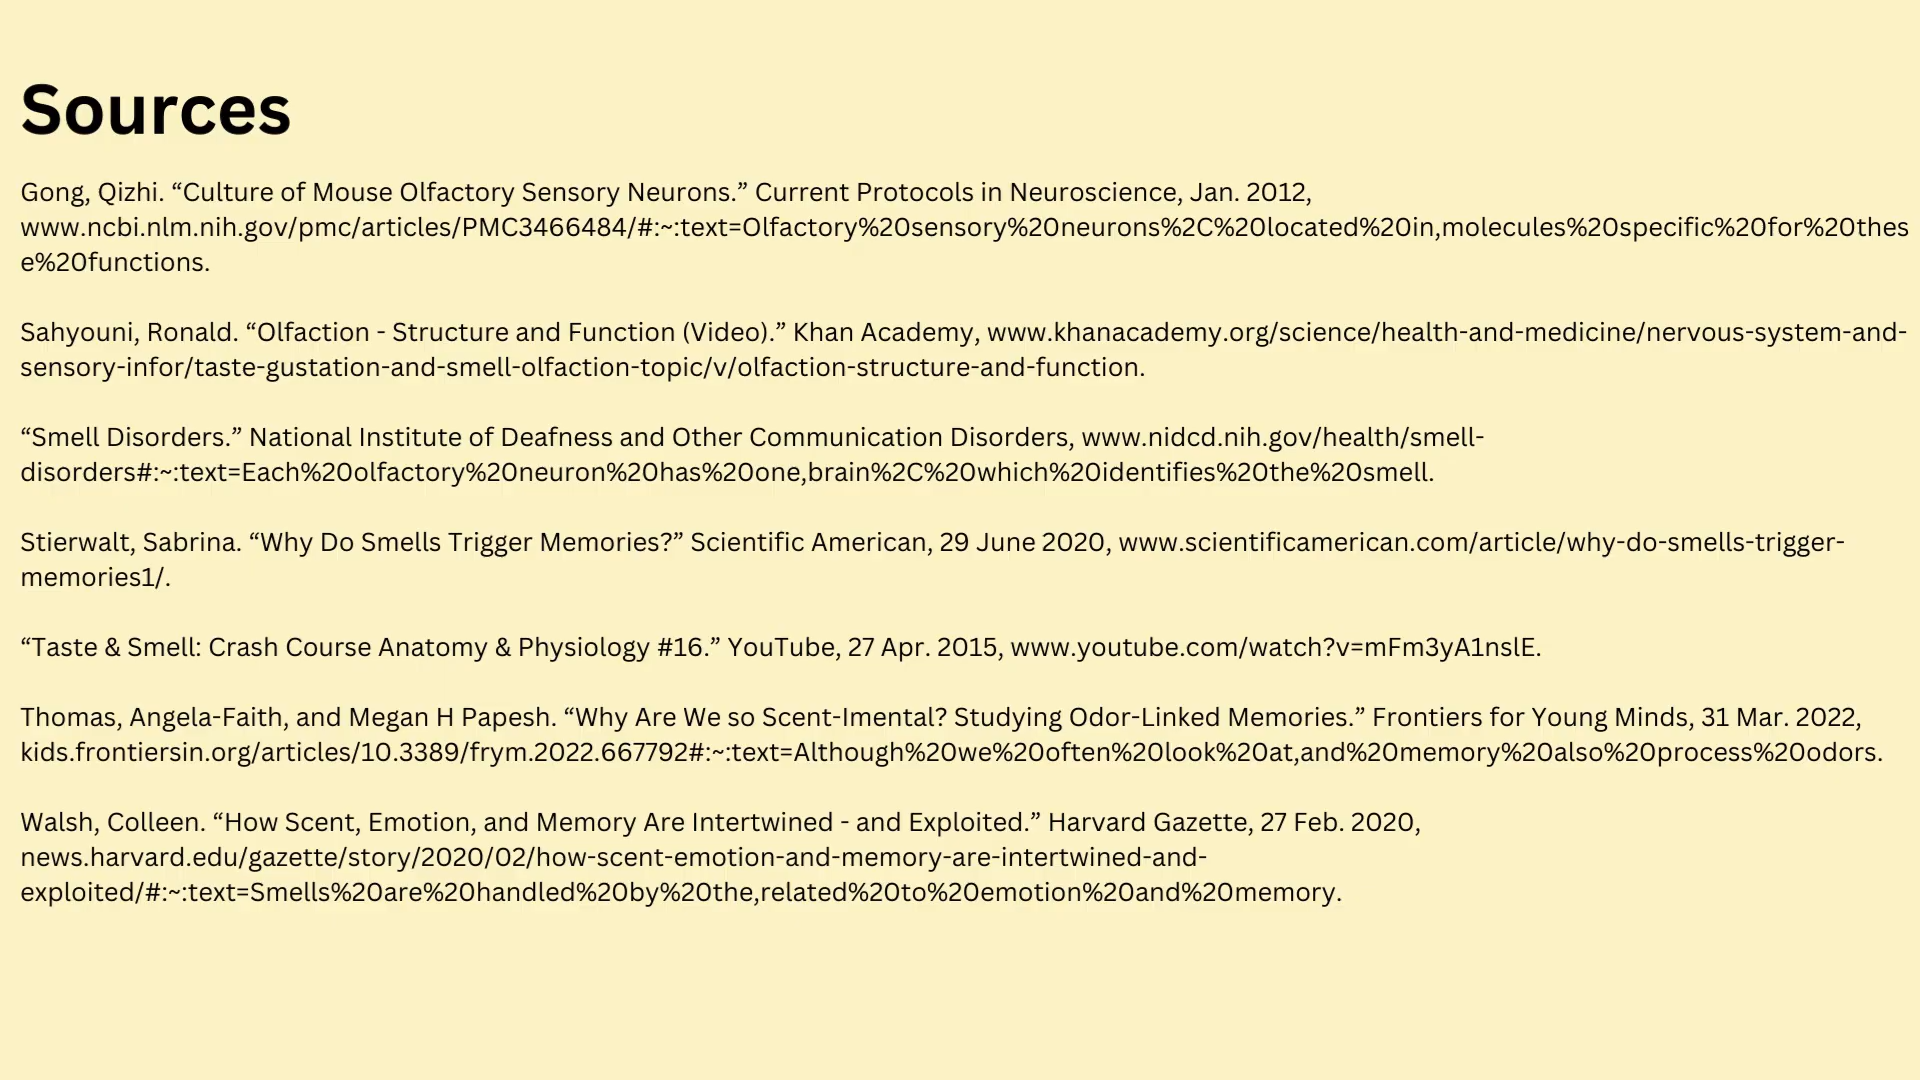 Sources
Gong, Qizhi. “Culture of Mouse Olfactory Sensory Neurons.” Current Protocols in Neuroscience, Jan. 2012,
www.ncbi.nlm.nih.gov/pmc/articles/PMC3466484/#:~:text=Olfactory%20sensory%20neurons%2C%20located%20in,molecules%20specific%20for%20thes
e%20functions.
Sahyouni, Ronald. “Olfaction - Structure and Function (Video).” Khan Academy, www.khanacademy.org/science/health-and-medicine/nervous-system-and-
sensory-infor/taste-gustation-and-smell-olfaction-topic/v/olfaction-structure-and-function.
“Smell Disorders.” National Institute of Deafness and Other Communication Disorders, www.nidcd.nih.gov/health/smell-
disorders#:~:text=Each%20olfactory%20neuron%20has%20one,brain%2C%20which%20identifies%20the%20smell.
Stierwalt, Sabrina. “Why Do Smells Trigger Memories?” Scientific American, 29 June 2020, www.scientificamerican.com/article/why-do-smells-trigger-
memories1/.
“Taste & Smell: Crash Course Anatomy & Physiology #16.” YouTube, 27 Apr. 2015, www.youtube.com/watch?v=mFm3yA1nslE.
Thomas, Angela-Faith, and Megan H Papesh. “Why Are We so Scent-Imental? Studying Odor-Linked Memories.” Frontiers for Young Minds, 31 Mar. 2022,
kids.frontiersin.org/articles/10.3389/frym.2022.667792#:~:text=Although%20we%20often%20look%20at,and%20memory%20also%20process%20odors.
Walsh, Colleen. “How Scent, Emotion, and Memory Are Intertwined - and Exploited.” Harvard Gazette, 27 Feb. 2020,
news.harvard.edu/gazette/story/2020/02/how-scent-emotion-and-memory-are-intertwined-and-
exploited/#:~:text=Smells%20are%20handled%20by%20the,related%20to%20emotion%20and%20memory.